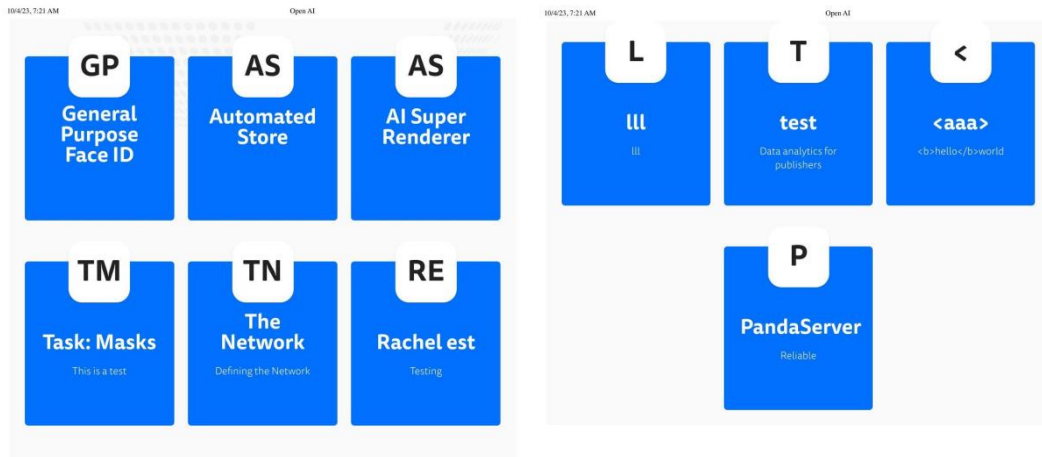 10/4/23, 7:21 AM Open AI
GP AS AS
General
Purpose
Face ID
Automated
Store
AI Super
Renderer
TM TN RE
Task: Masks
This is a test
The
Network
Defining the Network
Rachel est
Testing
10/4/23, 7:21 AM Open AI
L T <
lll
lll
test
Data analytics for
publishers
<aaa>
<b>hello</b>world
P
PandaServer
Reliable